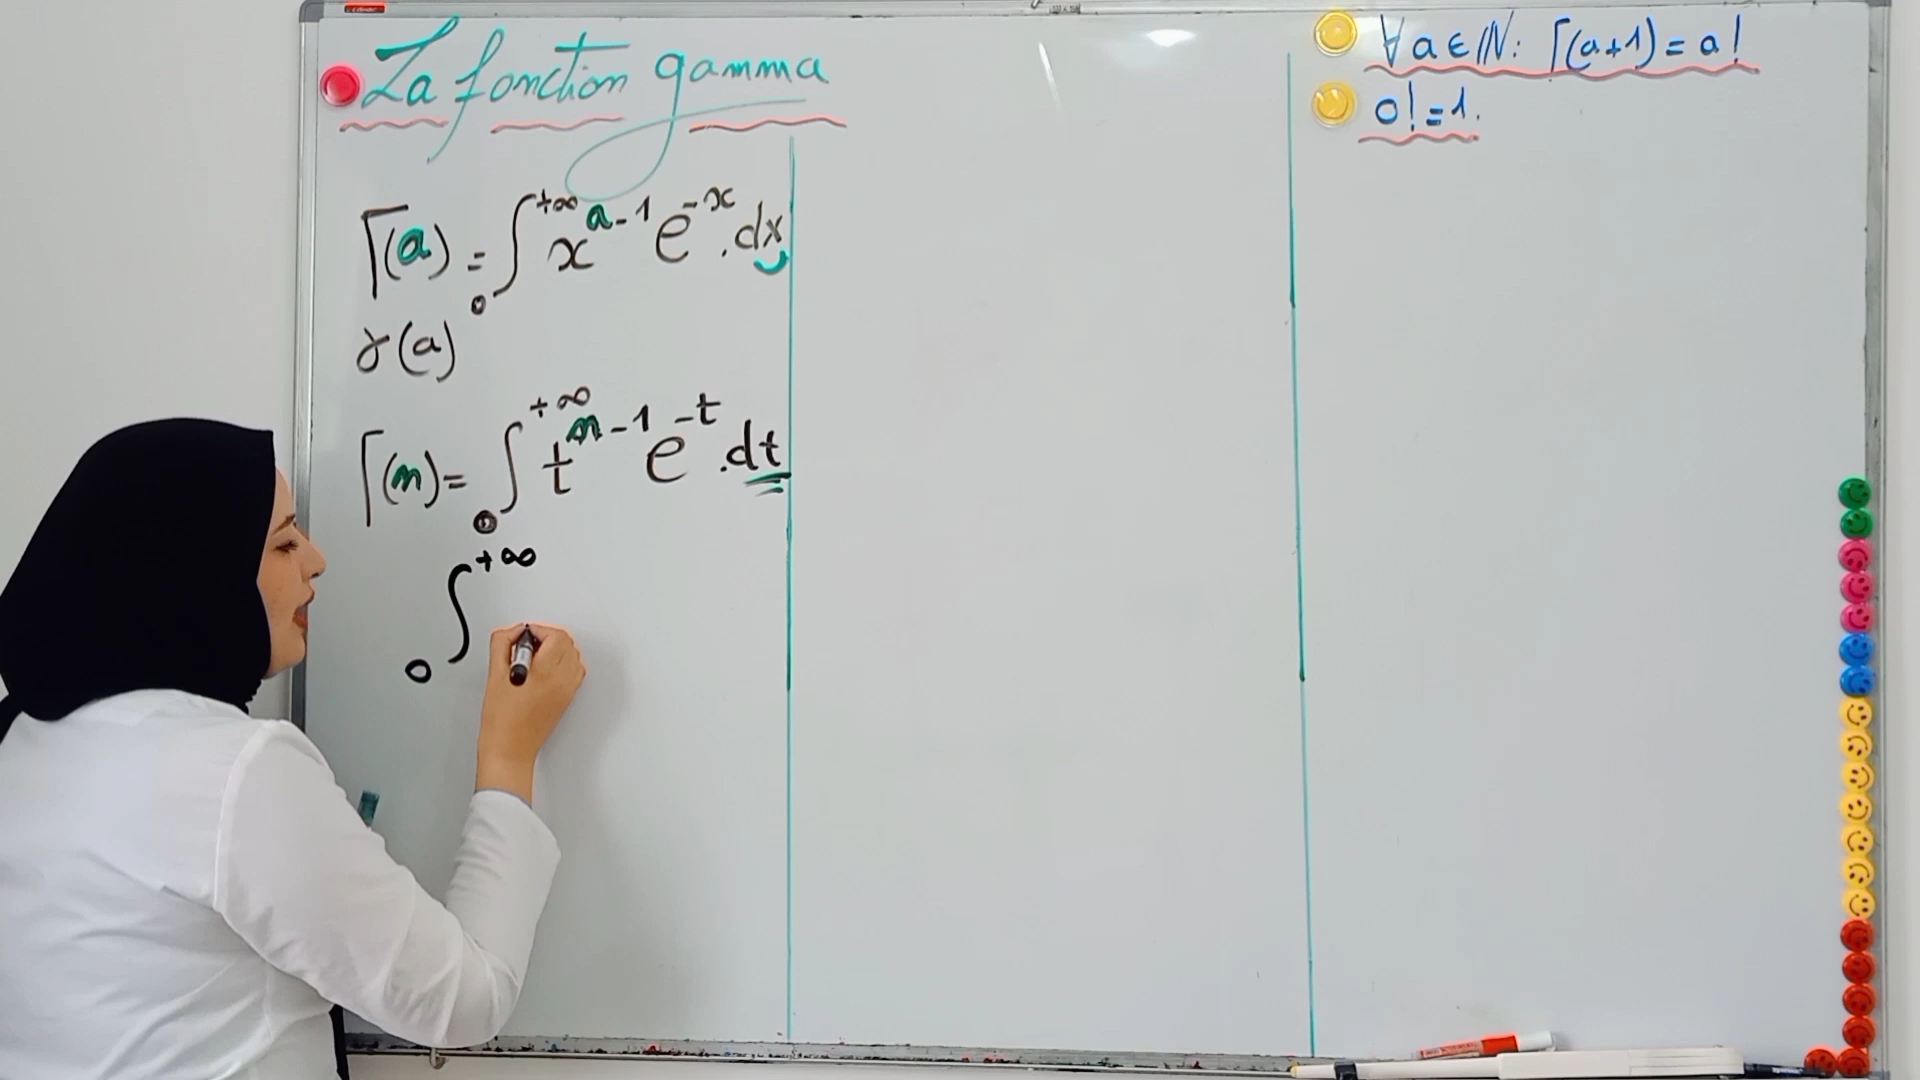 La fonction gamma
Γ(a) = ∫₀^{+∞} x^{a-1} e^{-x} . dx
γ(a)
Γ(n) = ∫₀^{+∞} t^{n-1} e^{-t} . dt
∫₀^{+∞}
∀ a ∈ ℕ : Γ(a+1) = a!
0! = 1.